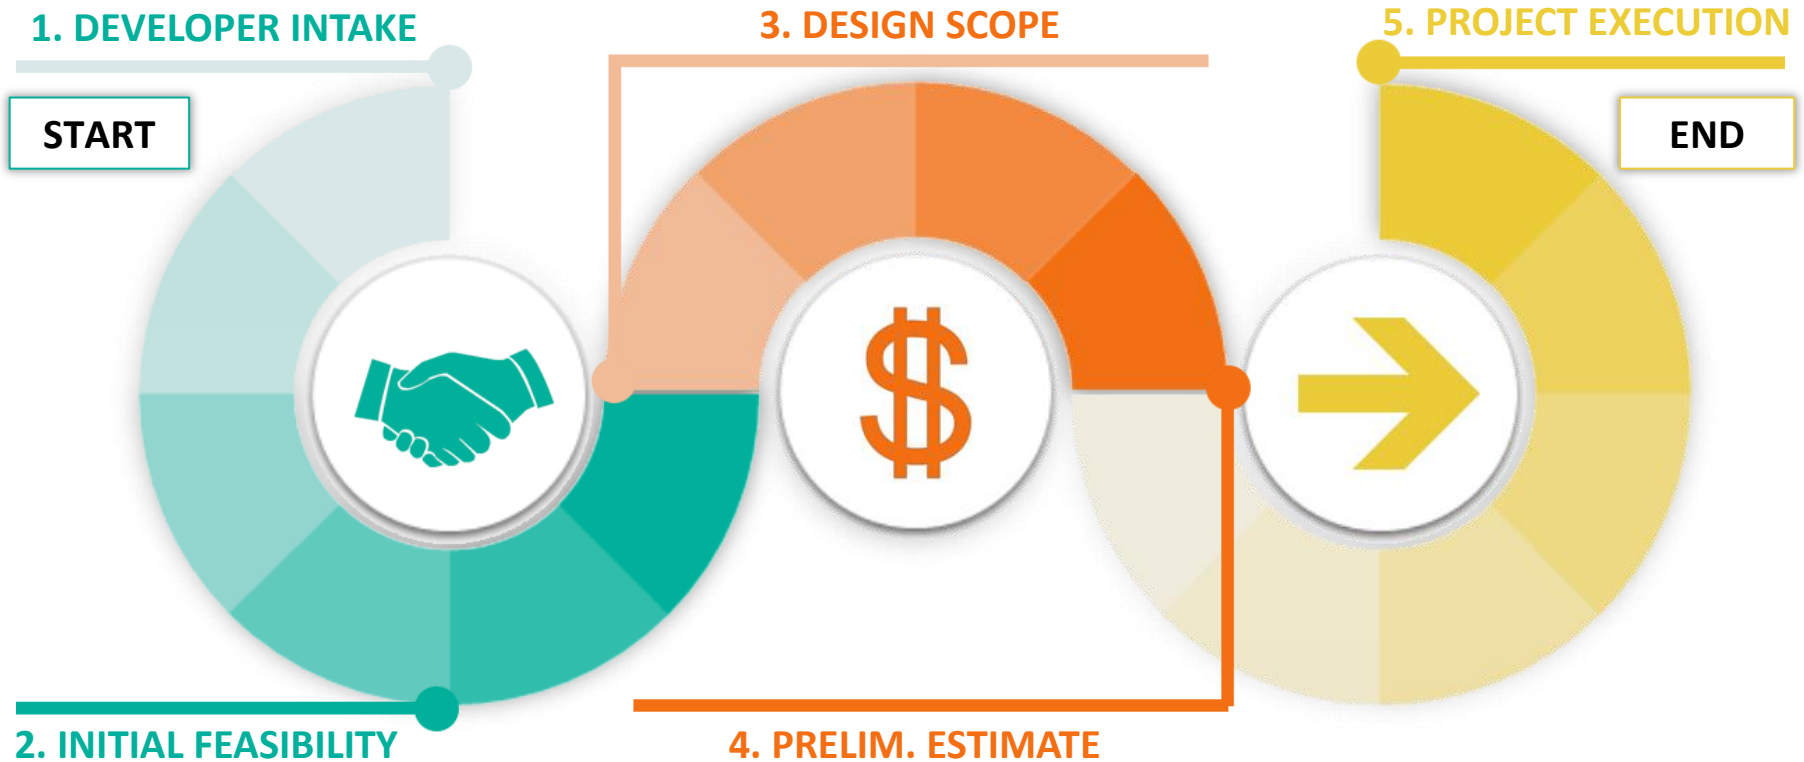 1. DEVELOPER INTAKE
START
2. INITIAL FEASIBILITY
3. DESIGN SCOPE
4. PRELIM. ESTIMATE
5. PROJECT EXECUTION
END